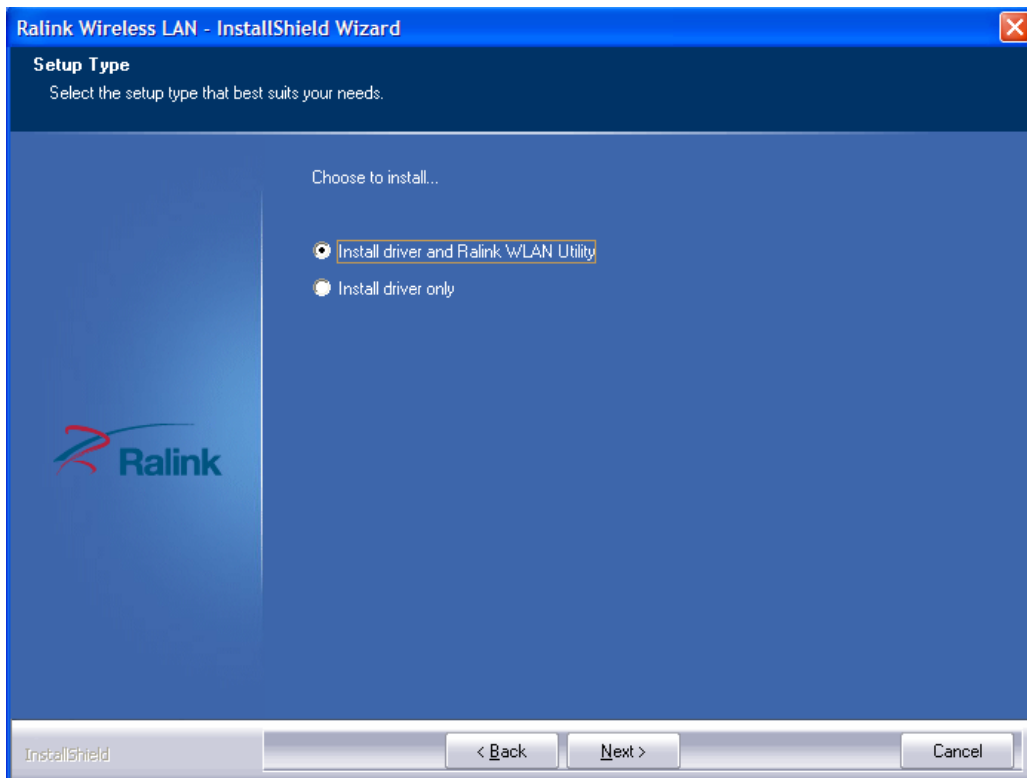 Ralink Wireless LAN - InstallShield Wizard
Setup Type
Select the setup type that best suits your needs.
Choose to install...
Install driver and Ralink WLAN Utility
Install driver only
Ralink
InstallShield
< Back
Next >
Cancel